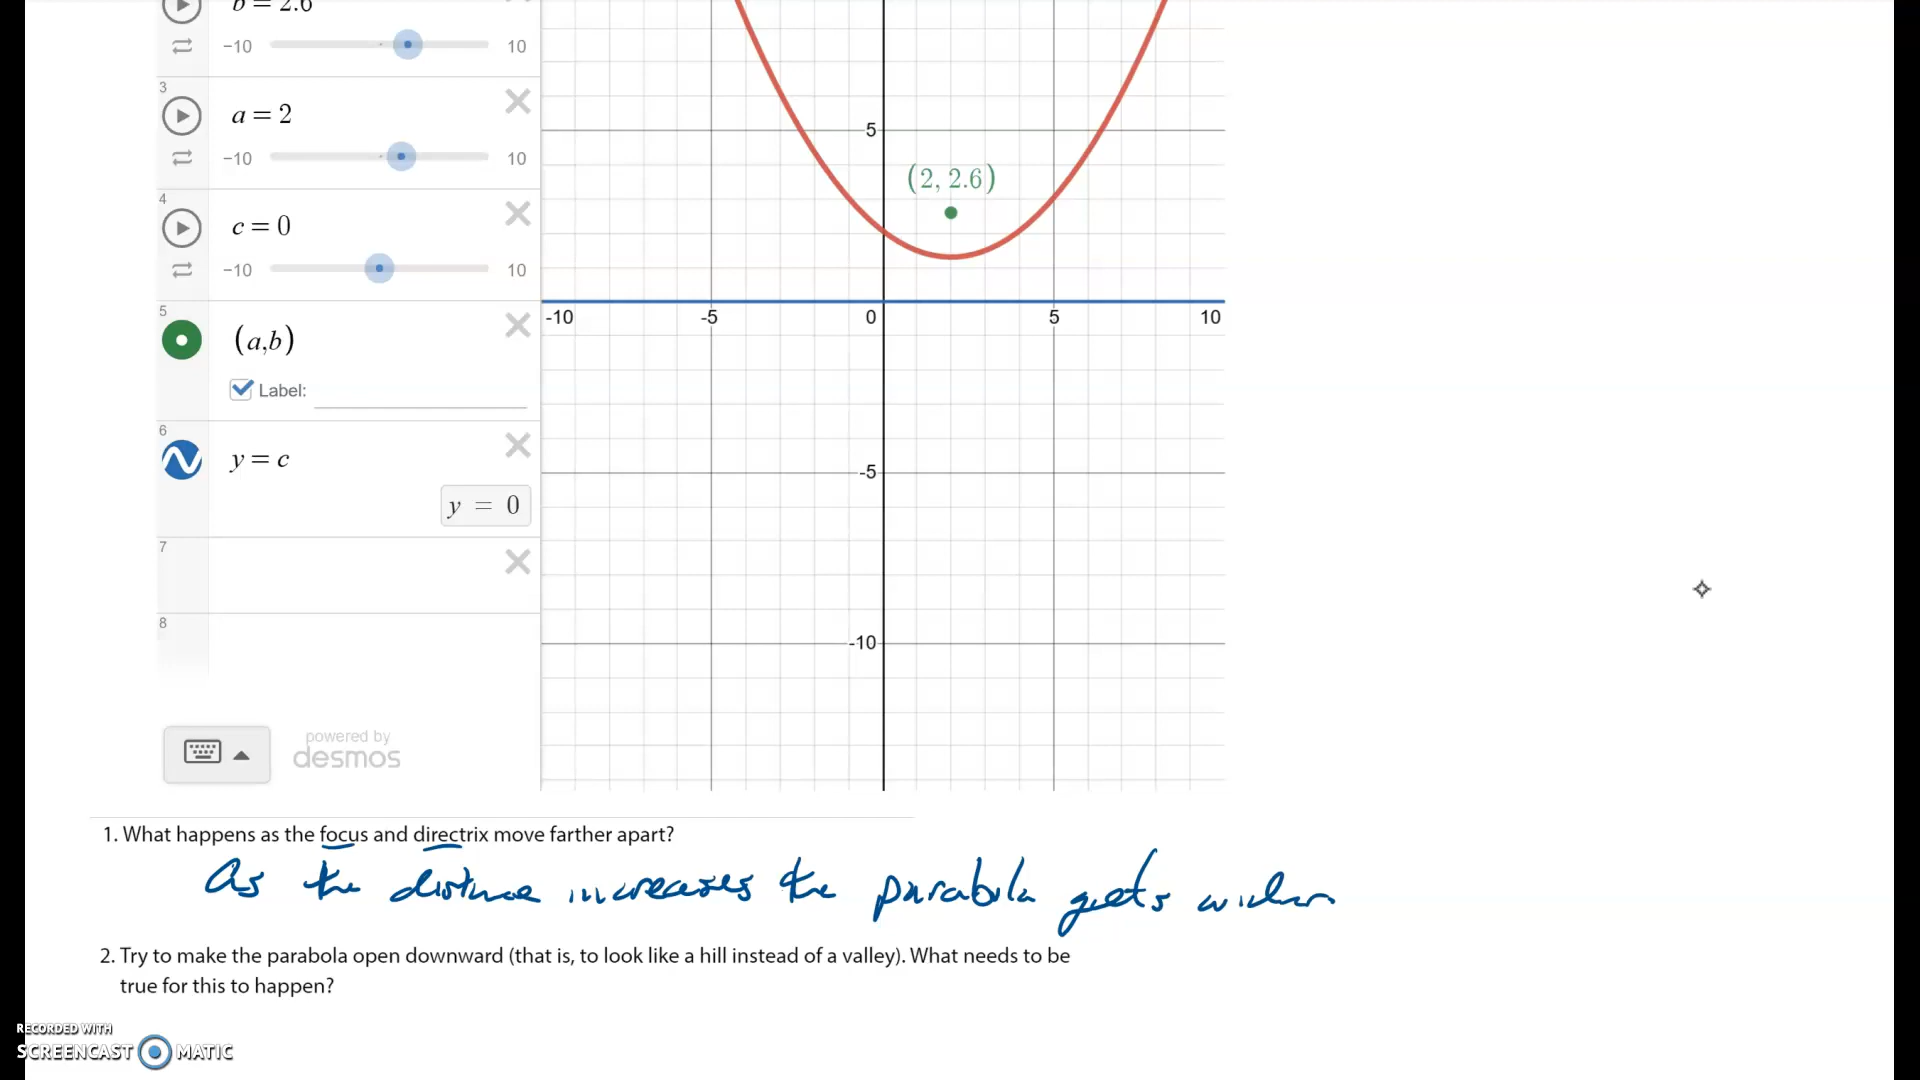 b = 2.6
-10 10
3
a = 2
-10 10
4
c = 0
-10 10
5
(a,b)
Label:
6
y = c
y = 0
7
8
powered by
desmos
5
(2, 2.6)
-10 -5 0 5 10
-5
-10
1. What happens as the focus and directrix move farther apart?
As the distance increases the parabola gets wider
2. Try to make the parabola open downward (that is, to look like a hill instead of a valley). What needs to be
true for this to happen?
RECORDED WITH
SCREENCAST MATIC